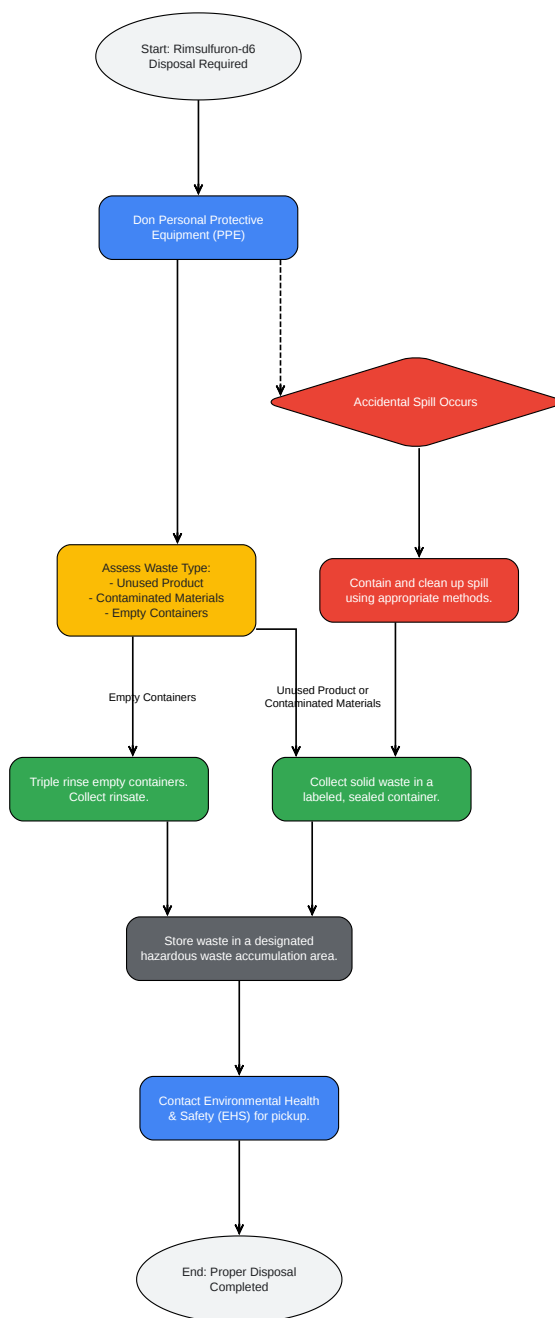 Start: Rimsulfuron-d6
Disposal Required
Don Personal Protective
Equipment (PPE)
Accidental Spill Occurs
Assess Waste Type:
- Unused Product
- Contaminated Materials
- Empty Containers
Contain and clean up spill
using appropriate methods.
Empty Containers
Unused Product or
Contaminated Materials
Triple rinse empty containers.
Collect rinsate.
Collect solid waste in a
labeled, sealed container.
Store waste in a designated
hazardous waste accumulation area.
Contact Environmental Health
& Safety (EHS) for pickup.
End: Proper Disposal
Completed